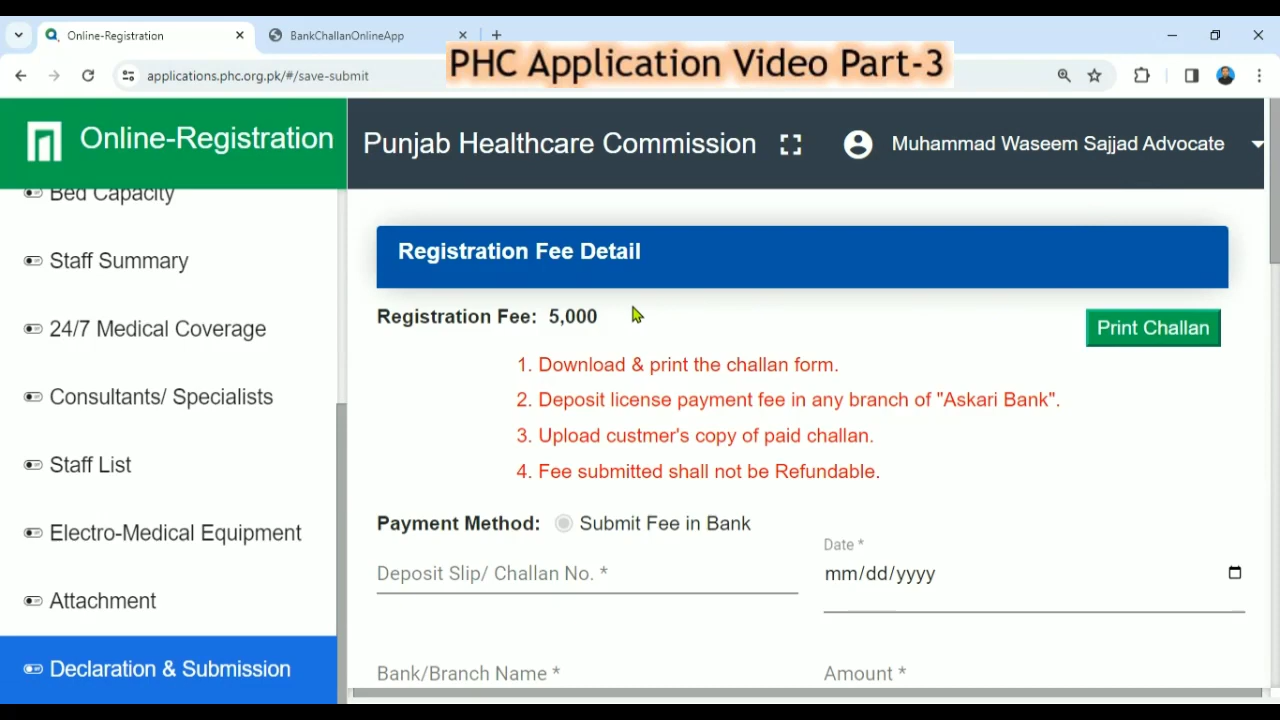 Online-Registration
BankChallanOnlineApp
PHC Application Video Part-3
applications.phc.org.pk/#/save-submit
Online-Registration
Punjab Healthcare Commission
Muhammad Waseem Sajjad Advocate
Bed Capacity
Staff Summary
24/7 Medical Coverage
Consultants/ Specialists
Staff List
Electro-Medical Equipment
Attachment
Declaration & Submission
Registration Fee Detail
Registration Fee: 5,000
Print Challan
1. Download & print the challan form.
2. Deposit license payment fee in any branch of "Askari Bank".
3. Upload custmer's copy of paid challan.
4. Fee submitted shall not be Refundable.
Payment Method: Submit Fee in Bank
Deposit Slip/ Challan No. *
Date *
mm/dd/yyyy
Bank/Branch Name *
Amount *